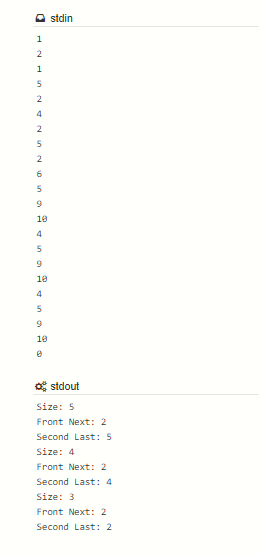 stdin
1
2
1
5
2
4
2
5
2
6
5
9
10
4
5
9
10
4
5
9
10
0
stdout
Size: 5
Front Next: 2
Second Last: 5
Size: 4
Front Next: 2
Second Last: 4
Size: 3
Front Next: 2
Second Last: 2